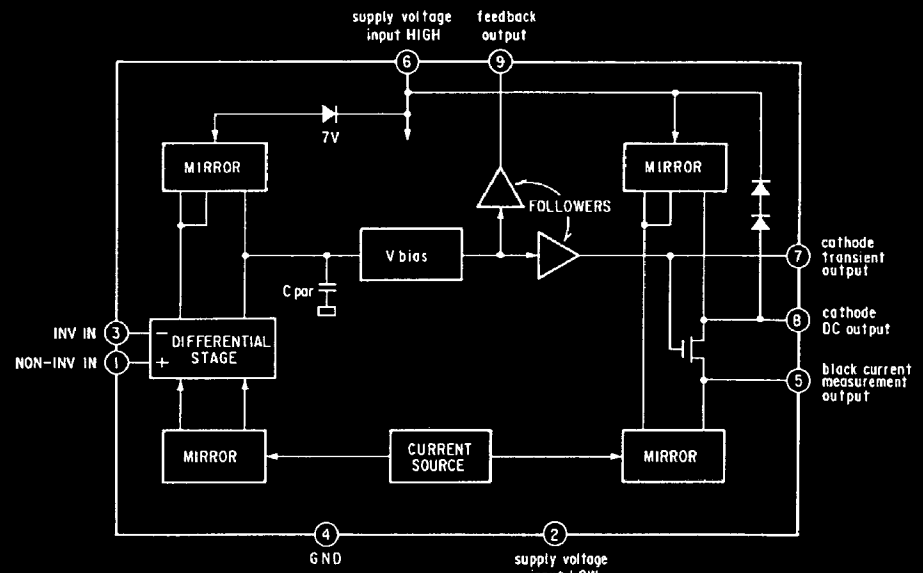 supply voltage
input HIGH
feedback
output
6
9
7V
MIRROR
MIRROR
FOLLOWERS
V bias
C par
cathode
transient
output
7
cathode
DC output
8
INV IN
3
−
DIFFERENTIAL
STAGE
NON-INV IN
1
+
black current
measurement
output
5
MIRROR
CURRENT
SOURCE
MIRROR
4
GND
2
supply voltage
LOW